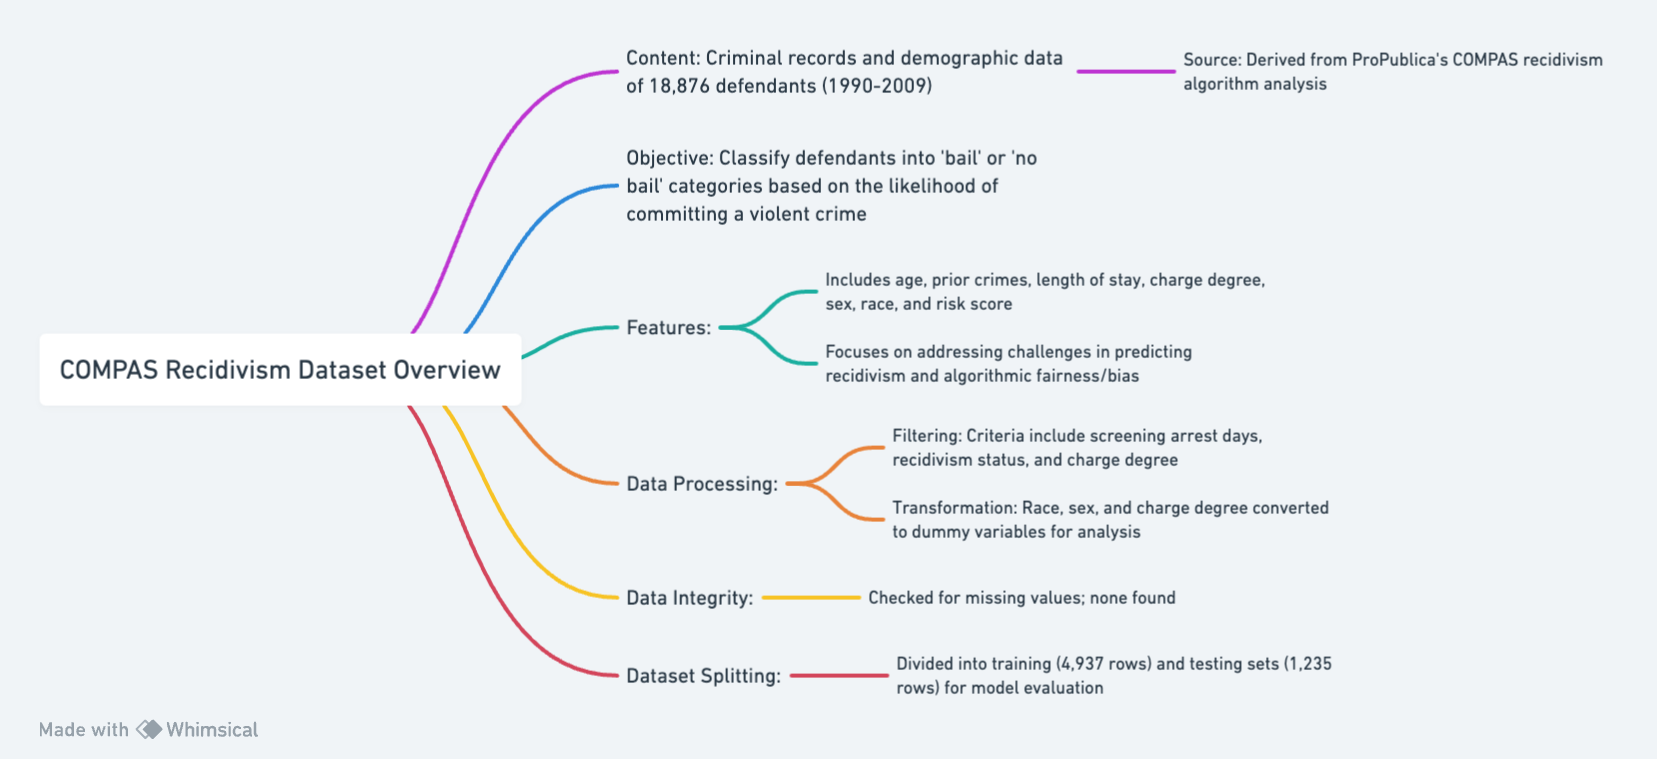 Content: Criminal records and demographic data
of 18,876 defendants (1990-2009)
Source: Derived from ProPublica's COMPAS recidivism
algorithm analysis
Objective: Classify defendants into 'bail' or 'no
bail' categories based on the likelihood of
committing a violent crime
Features:
Includes age, prior crimes, length of stay, charge degree,
sex, race, and risk score
Focuses on addressing challenges in predicting
recidivism and algorithmic fairness/bias
COMPAS Recidivism Dataset Overview
Data Processing:
Filtering: Criteria include screening arrest days,
recidivism status, and charge degree
Transformation: Race, sex, and charge degree converted
to dummy variables for analysis
Data Integrity:
Checked for missing values; none found
Dataset Splitting:
Divided into training (4,937 rows) and testing sets (1,235
rows) for model evaluation
Made with Whimsical